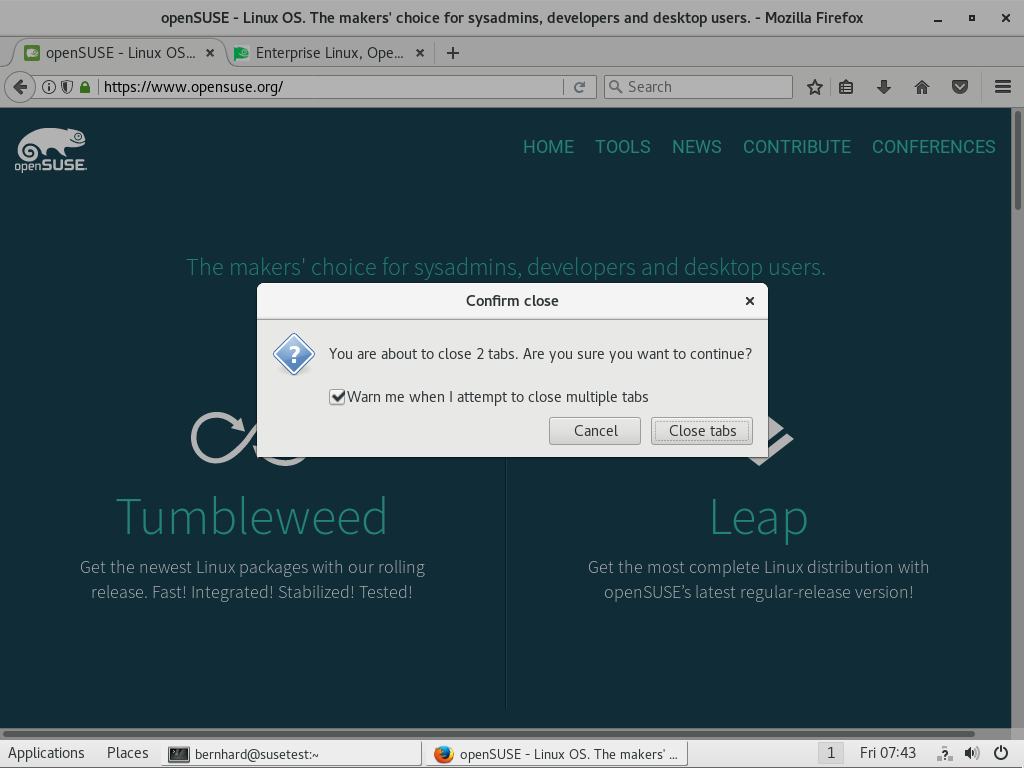 openSUSE - Linux OS. The makers' choice for sysadmins, developers and desktop users. - Mozilla Firefox
openSUSE - Linux OS... Enterprise Linux, Ope...
https://www.opensuse.org/ Search
openSUSE.
HOME TOOLS NEWS CONTRIBUTE CONFERENCES
The makers' choice for sysadmins, developers and desktop users.
Confirm close
You are about to close 2 tabs. Are you sure you want to continue?
Warn me when I attempt to close multiple tabs
Cancel Close tabs
Tumbleweed
Get the newest Linux packages with our rolling
release. Fast! Integrated! Stabilized! Tested!
Leap
Get the most complete Linux distribution with
openSUSE’s latest regular-release version!
Applications Places bernhard@susetest:~ openSUSE - Linux OS. The makers' ... 1 Fri 07:43